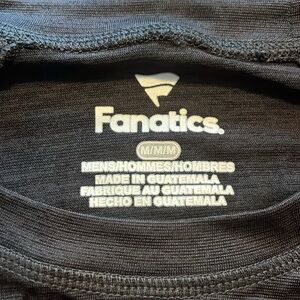 Fanatics.
M/M/M
MENS/HOMMES/HOMBRES
MADE IN GUATEMALA
FABRIQUE AU GUATEMALA
HECHO EN GUATEMALA